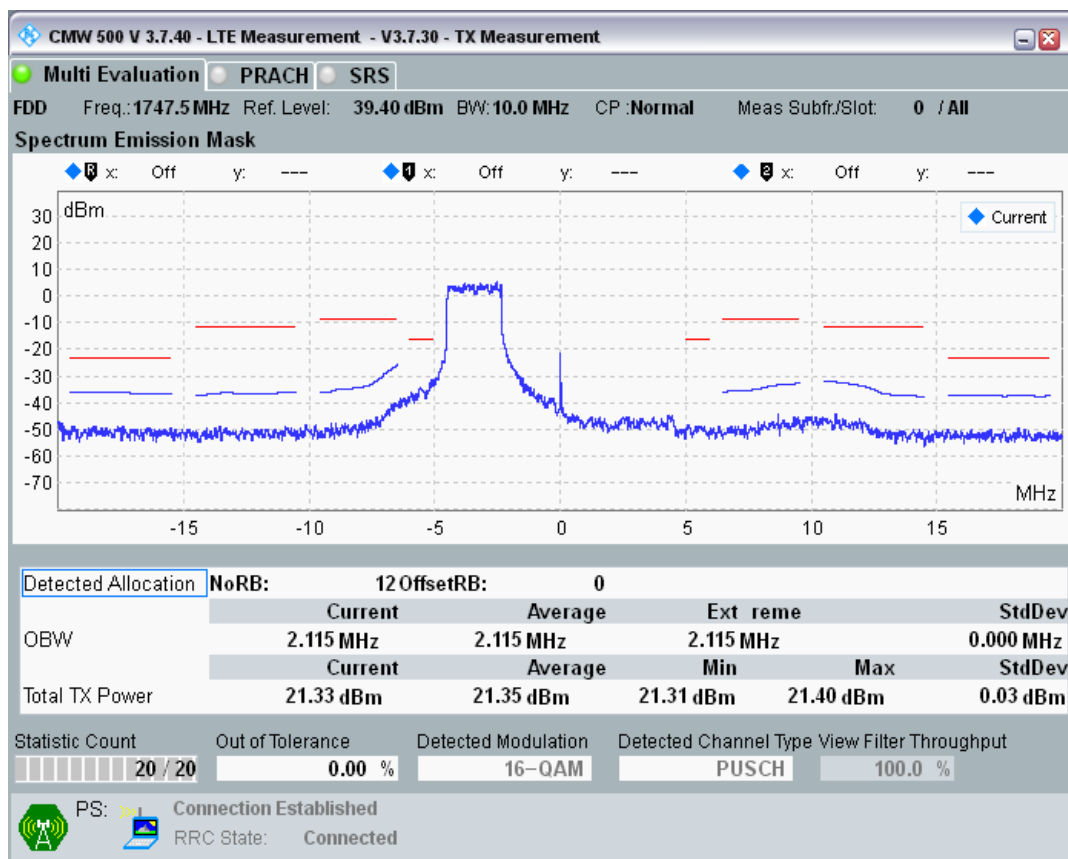 CMW 500 V 3.7.40 - LTE Measurement - V3.7.30 - TX Measurement
Multi Evaluation PRACH SRS
FDD Freq.: 1747.5 MHz Ref. Level: 39.40 dBm BW: 10.0 MHz CP :Normal Meas Subfr./Slot: 0 / All
Spectrum Emission Mask
R x: Off y: --- 1 x: Off y: --- 2 x: Off y: ---
dBm
Current
30
20
10
0
-10
-20
-30
-40
-50
-60
-70
MHz
-15 -10 -5 0 5 10 15
Detected Allocation NoRB: 12 OffsetRB: 0
Current Average Ext reme StdDev
OBW 2.115 MHz 2.115 MHz 2.115 MHz 0.000 MHz
Current Average Min Max StdDev
Total TX Power 21.33 dBm 21.35 dBm 21.31 dBm 21.40 dBm 0.03 dBm
Statistic Count Out of Tolerance Detected Modulation Detected Channel Type View Filter Throughput
20 / 20 0.00 % 16-QAM PUSCH 100.0 %
PS: Connection Established
RRC State: Connected